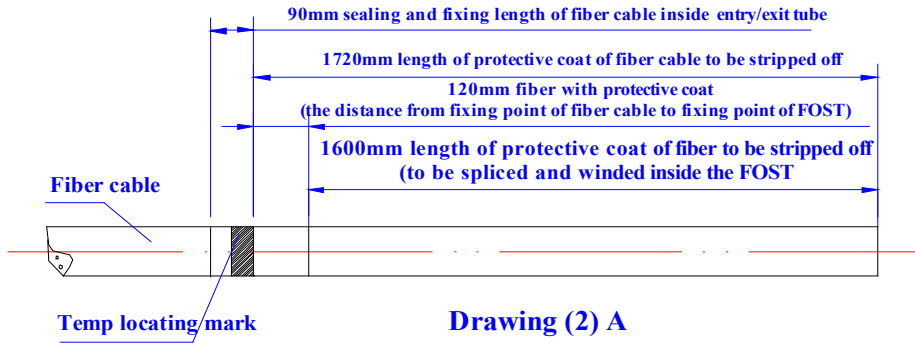 90mm sealing and fixing length of fiber cable inside entry/exit tube
1720mm length of protective coat of fiber cable to be stripped off
120mm fiber with protective coat
(the distance from fixing point of fiber cable to fixing point of FOST)
1600mm length of protective coat of fiber to be stripped off
(to be spliced and winded inside the FOST
Fiber cable
Temp locating mark
Drawing (2) A